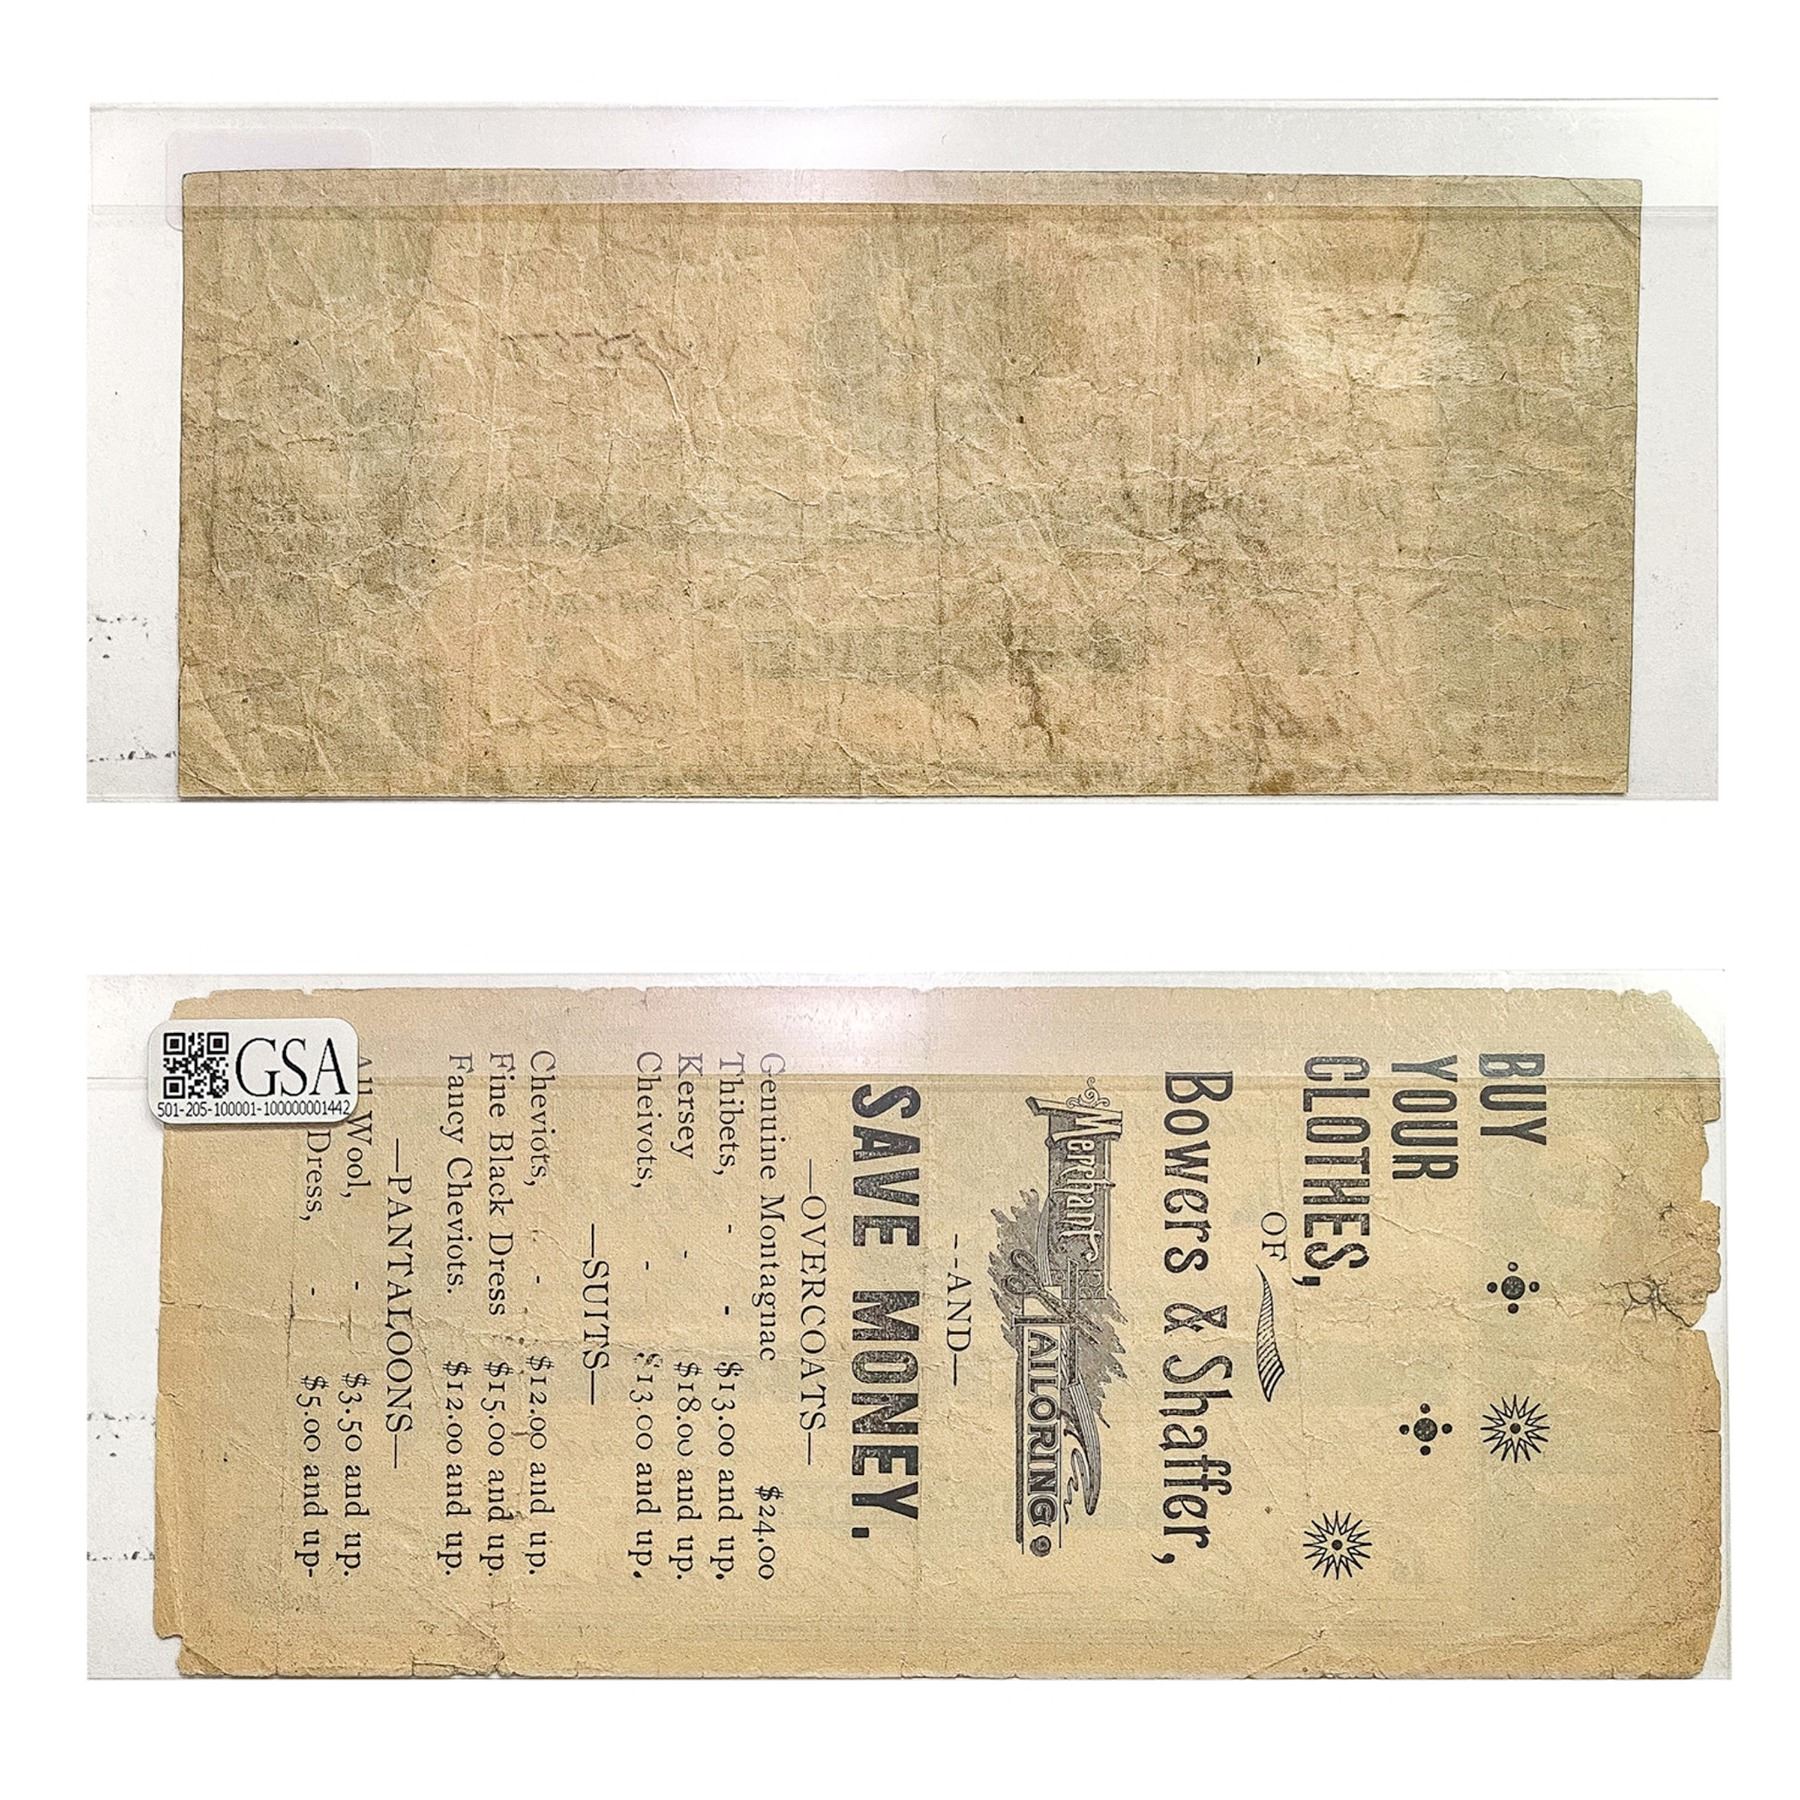 BUY
YOUR
CLOTHES,
OF
Bowers & Shaffer,
Merchant TAILORING.
--AND—
SAVE MONEY.
—OVERCOATS—
Genuine Montagnac $24.00
Thibets, - - $13.00 and up.
Kersey - $18.00 and up.
Cheivots, - $13.00 and up.
—SUITS—
Cheviots, - $12.00 and up.
Fine Black Dress $15.00 and up.
Fancy Cheviots. $12.00 and up.
—PANTALOONS—
All Wool, - $3.50 and up.
Dress, - $5.00 and up-
GSA
501-205-100001-100000001442